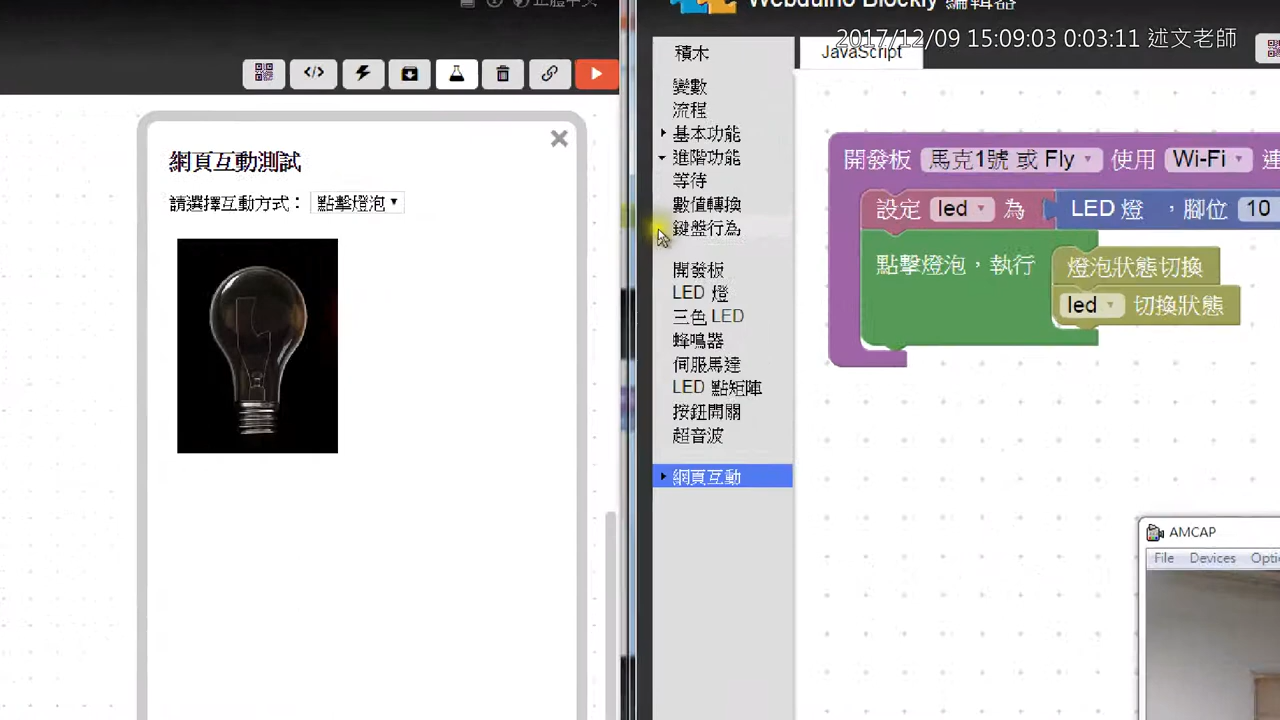 正體中文
網頁互動測試
請選擇互動方式： 點擊燈泡
Webduino Blockly 編輯器
2017/12/09 15:09:03 0:03:11 述文老師
積木
JavaScript
變數
流程
基本功能
進階功能
等待
數值轉換
鍵盤行為
開發板
LED 燈
三色 LED
蜂鳴器
伺服馬達
LED 點矩陣
按鈕開關
超音波
網頁互動
開發板 馬克1號 或 Fly 使用 Wi-Fi 連
設定 led 為 LED 燈 ，腳位 10
點擊燈泡，執行 燈泡狀態切換
led 切換狀態
AMCAP
File Devices Opti